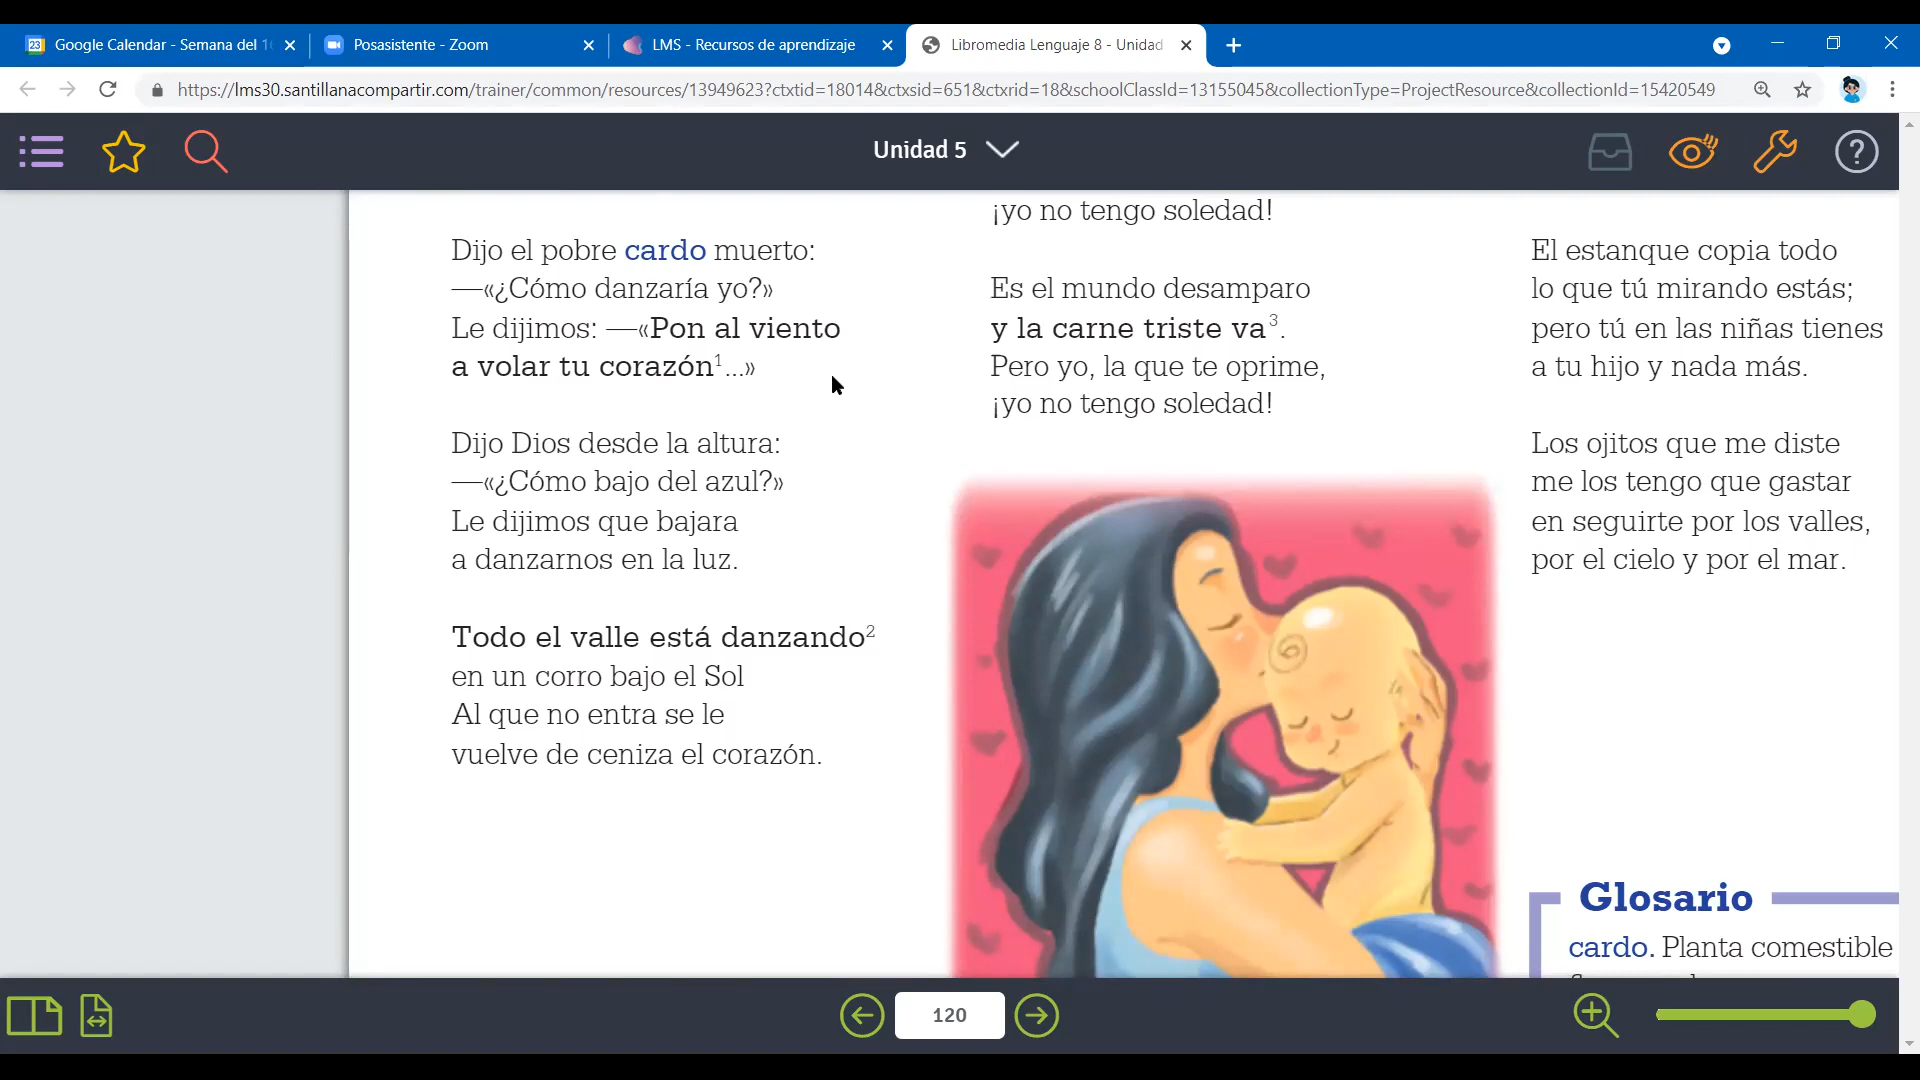 Google Calendar - Semana del 1
Posasistente - Zoom
LMS - Recursos de aprendizaje
Libromedia Lenguaje 8 - Unidad
https://lms30.santillanacompartir.com/trainer/common/resources/13949623?ctxtid=18014&ctxsid=651&ctxrid=18&schoolClassId=13155045&collectionType=ProjectResource&collectionId=15420549
Unidad 5
Dijo el pobre cardo muerto:
—«¿Cómo danzaría yo?»
Le dijimos: —«Pon al viento
a volar tu corazón¹...»
Dijo Dios desde la altura:
—«¿Cómo bajo del azul?»
Le dijimos que bajara
a danzarnos en la luz.
Todo el valle está danzando²
en un corro bajo el Sol
Al que no entra se le
vuelve de ceniza el corazón.
¡yo no tengo soledad!
Es el mundo desamparo
y la carne triste va³.
Pero yo, la que te oprime,
¡yo no tengo soledad!
El estanque copia todo
lo que tú mirando estás;
pero tú en las niñas tienes
a tu hijo y nada más.
Los ojitos que me diste
me los tengo que gastar
en seguirte por los valles,
por el cielo y por el mar.
Glosario
cardo. Planta comestible
120